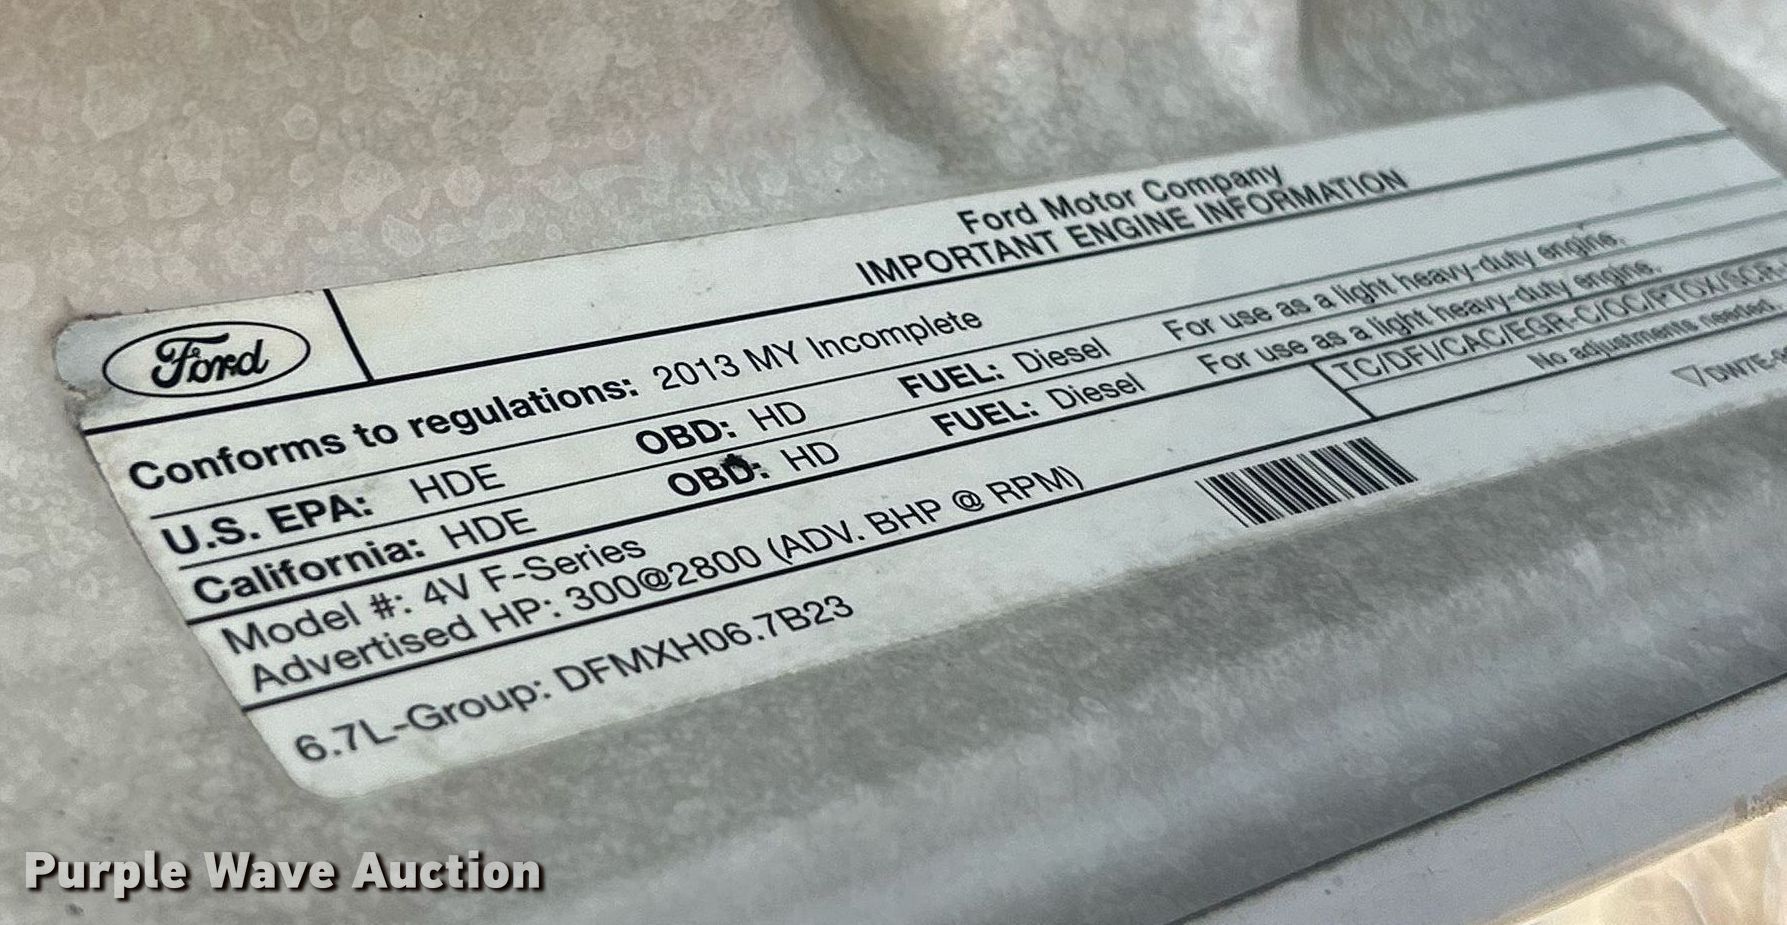 Ford
Ford Motor Company
IMPORTANT ENGINE INFORMATION
Conforms to regulations: 2013 MY Incomplete
U.S. EPA: HDE OBD: HD FUEL: Diesel For use as a light heavy-duty engine.
California: HDE OBD: HD FUEL: Diesel For use as a light heavy-duty engine.
Model #: 4V F-Series TC/DFI/CAC/EGR-C/OC/PTOX/SCR
Advertised HP: 300@2800 (ADV. BHP @ RPM) No adjustments needed.
6.7L-Group: DFMXH06.7B23
Purple Wave Auction